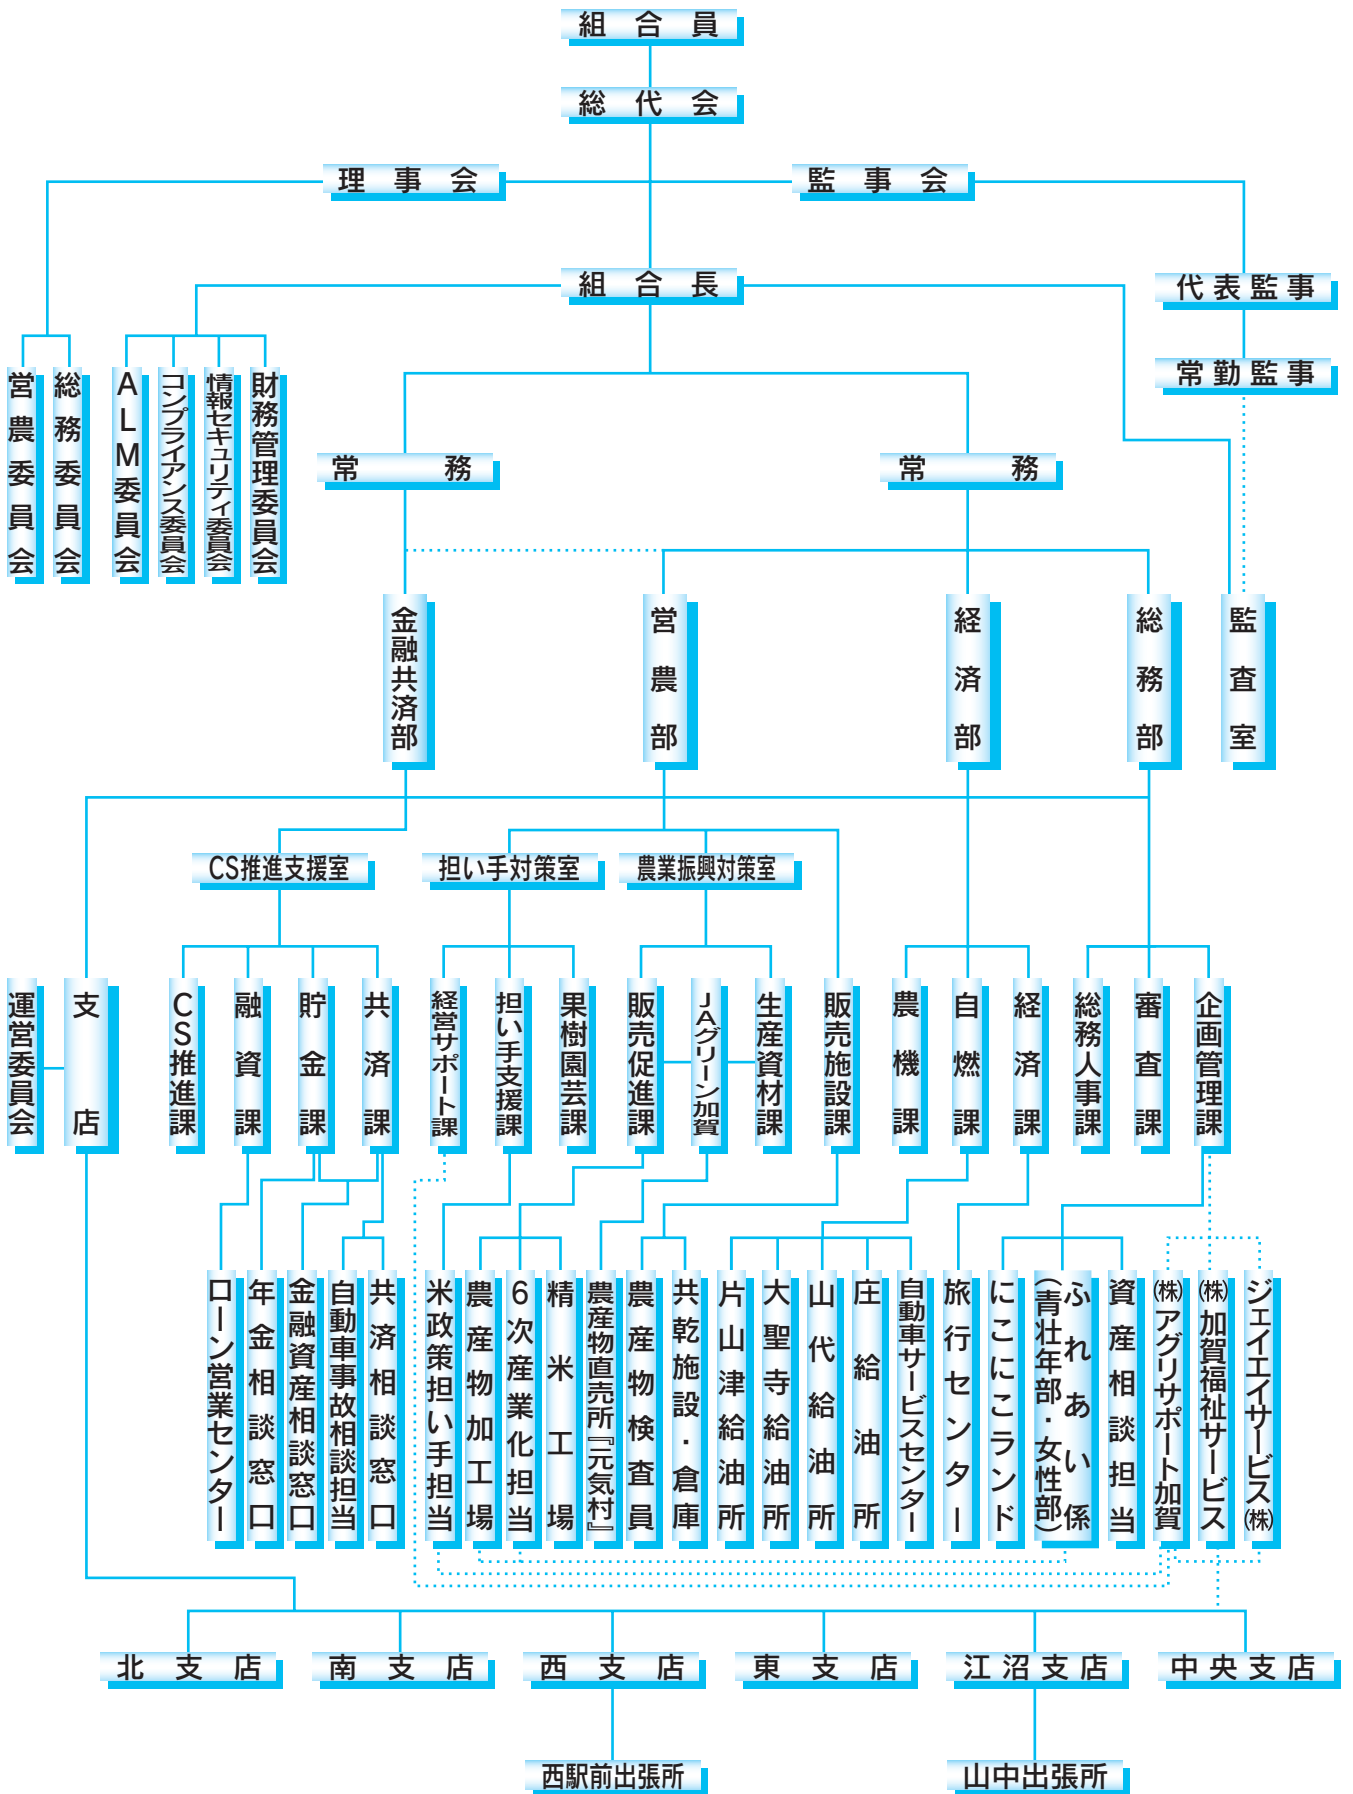 組合員
総代会
理事会
監事会
組合長
代表監事
常勤監事
営農委員会
総務委員会
ALM委員会
コンプライアンス委員会
情報セキュリティ委員会
財務管理委員会
常務
常務
金融共済部
営農部
経済部
総務部
監査室
CS推進支援室
担い手対策室
農業振興対策室
運営委員会
支店
CS推進課
融資課
貯金課
共済課
経営サポート課
担い手支援課
果樹園芸課
販売促進課
JAグリーン加賀
生産資材課
販売施設課
農機課
自燃課
経済課
総務人事課
審査課
企画管理課
ローン営業センター
年金相談窓口
金融資産相談窓口
自動車事故相談担当
共済相談窓口
米政策担い手担当
農産物加工場
6次産業化担当
精米工場
農産物直売所『元気村』
農産物検査員
共乾施設・倉庫
片山津給油所
大聖寺給油所
山代給油所
庄給油所
自動車サービスセンター
旅行センター
にこにこランド
ふれあい係
(青壮年部・女性部)
資産相談担当
㈱アグリサポート加賀
㈱加賀福祉サービス
ジェイエイサービス㈱
北支店
南支店
西支店
東支店
江沼支店
中央支店
西駅前出張所
山中出張所